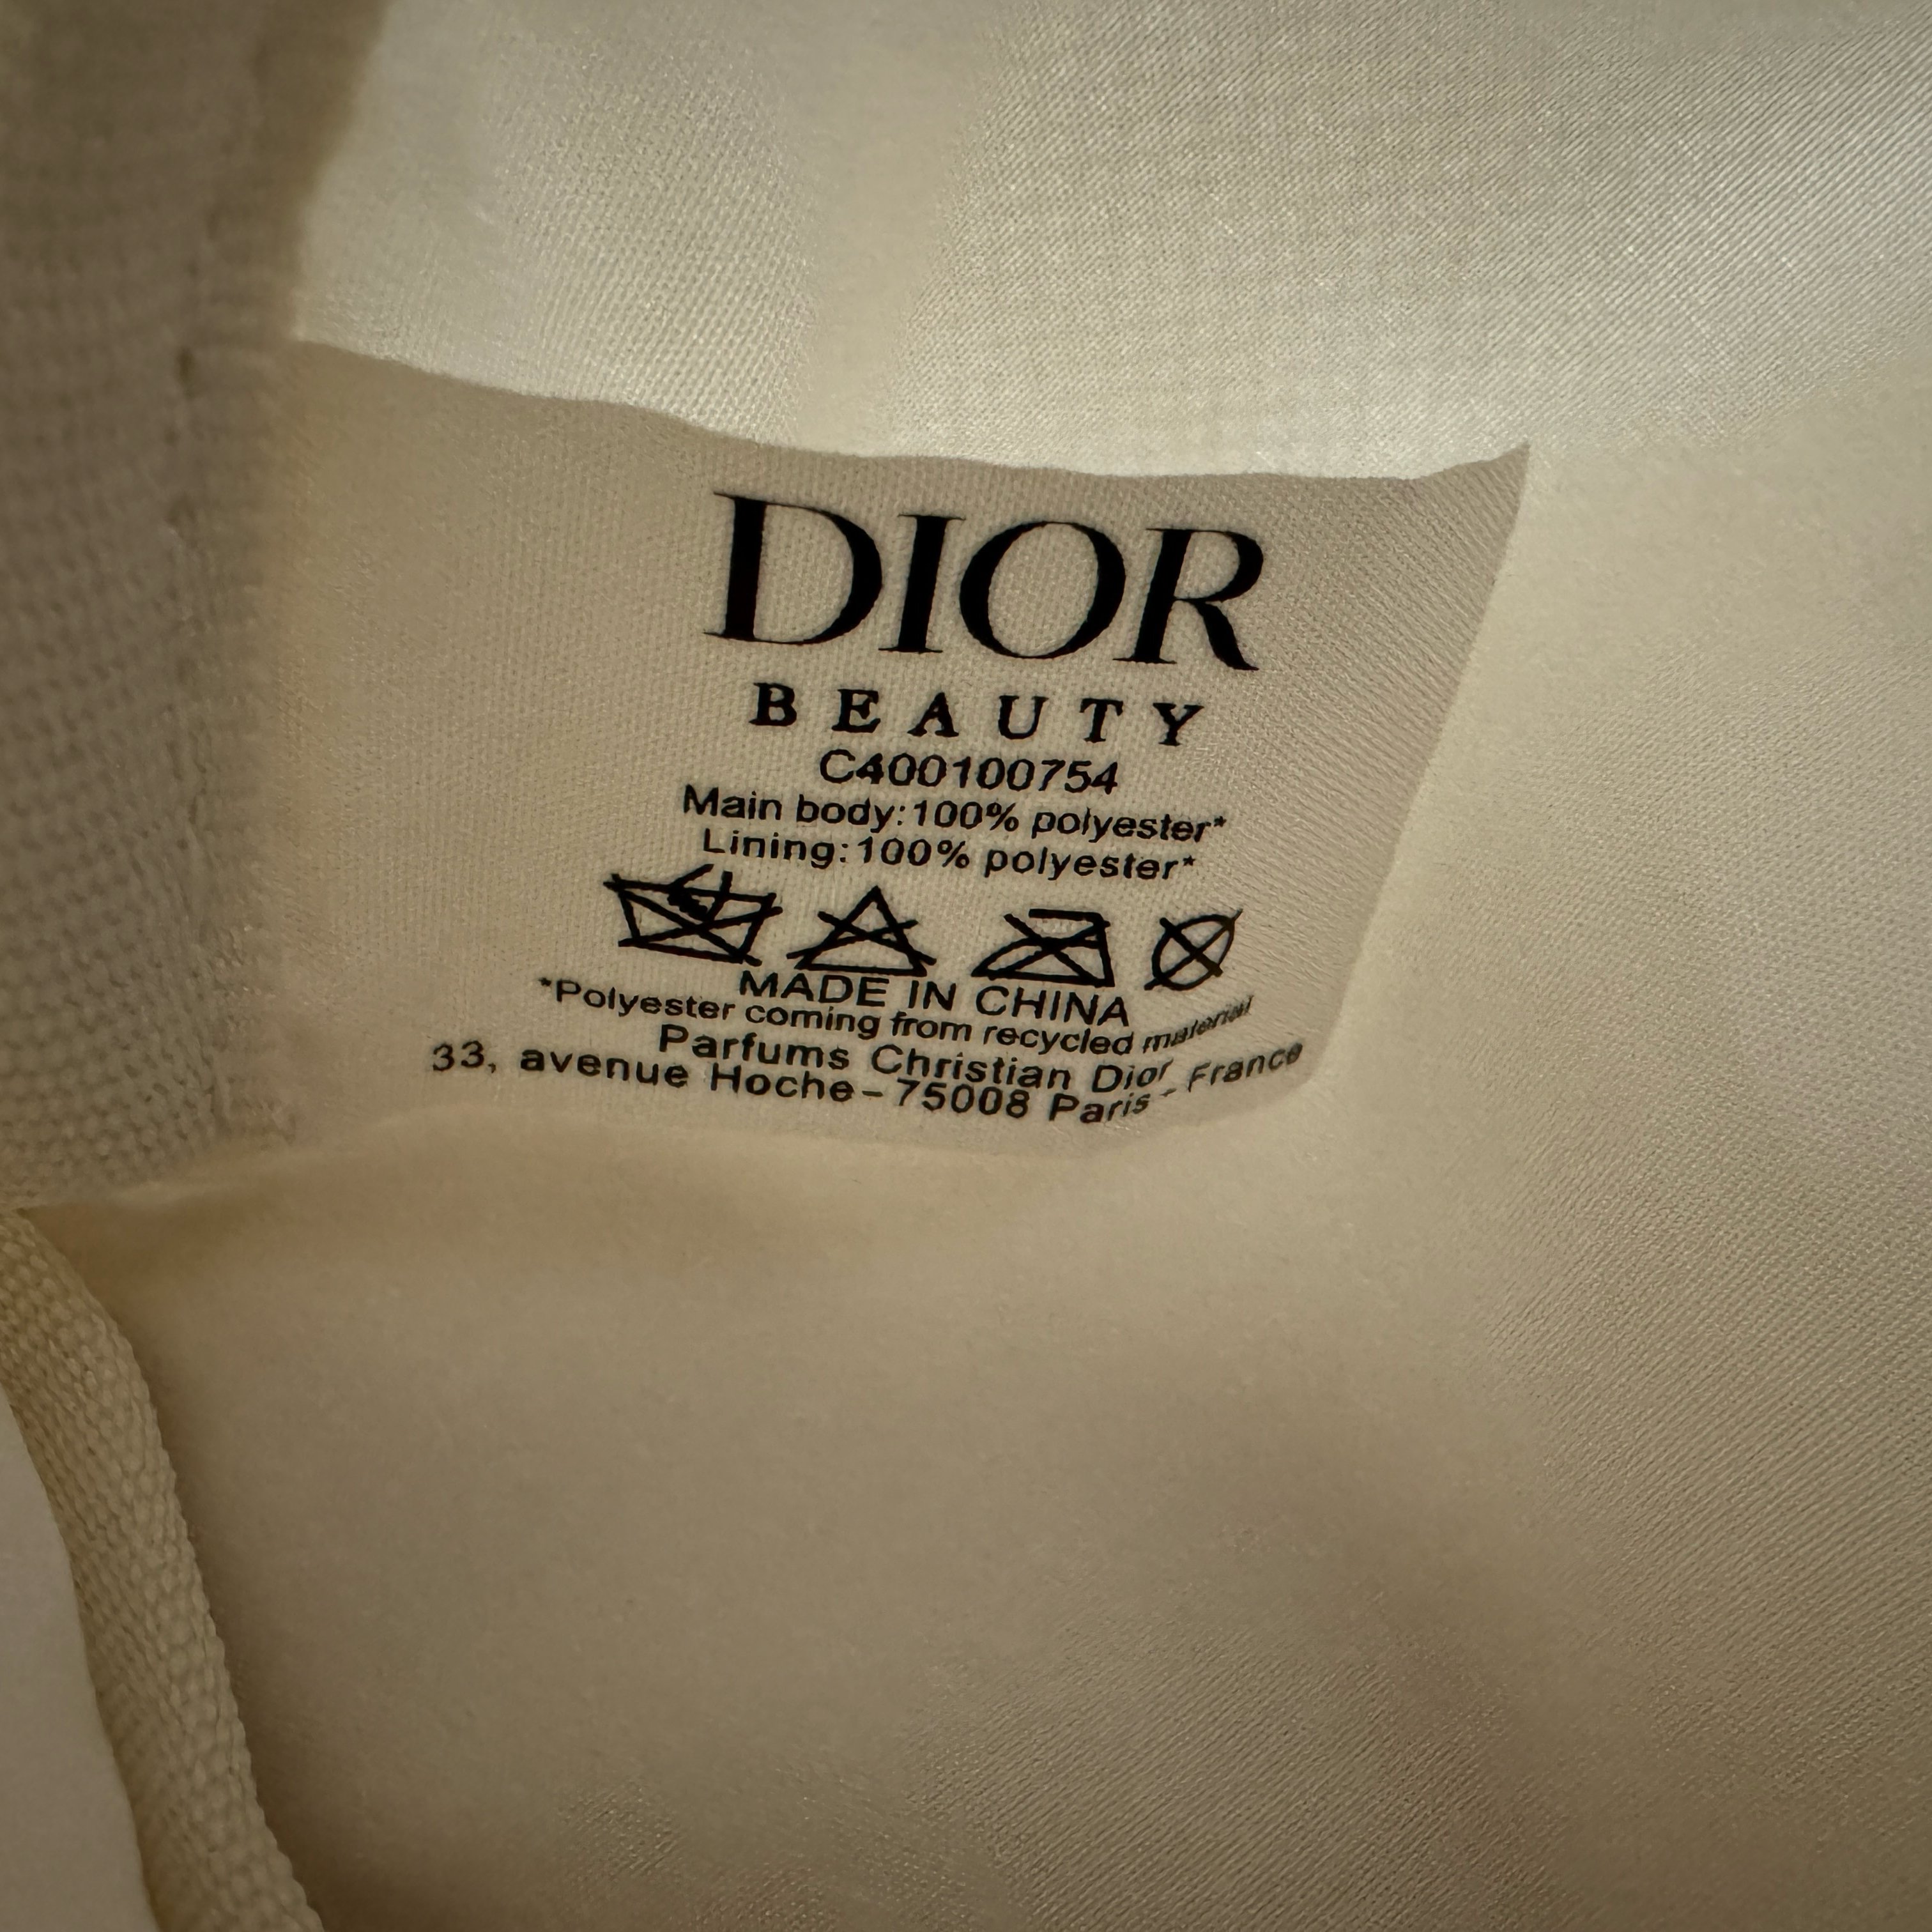 DIOR
BEAUTY
C400100754
Main body:100% polyester*
Lining:100% polyester*
MADE IN CHINA
*Polyester coming from recycled material
Parfums Christian Dior
33, avenue Hoche-75008 Paris - France